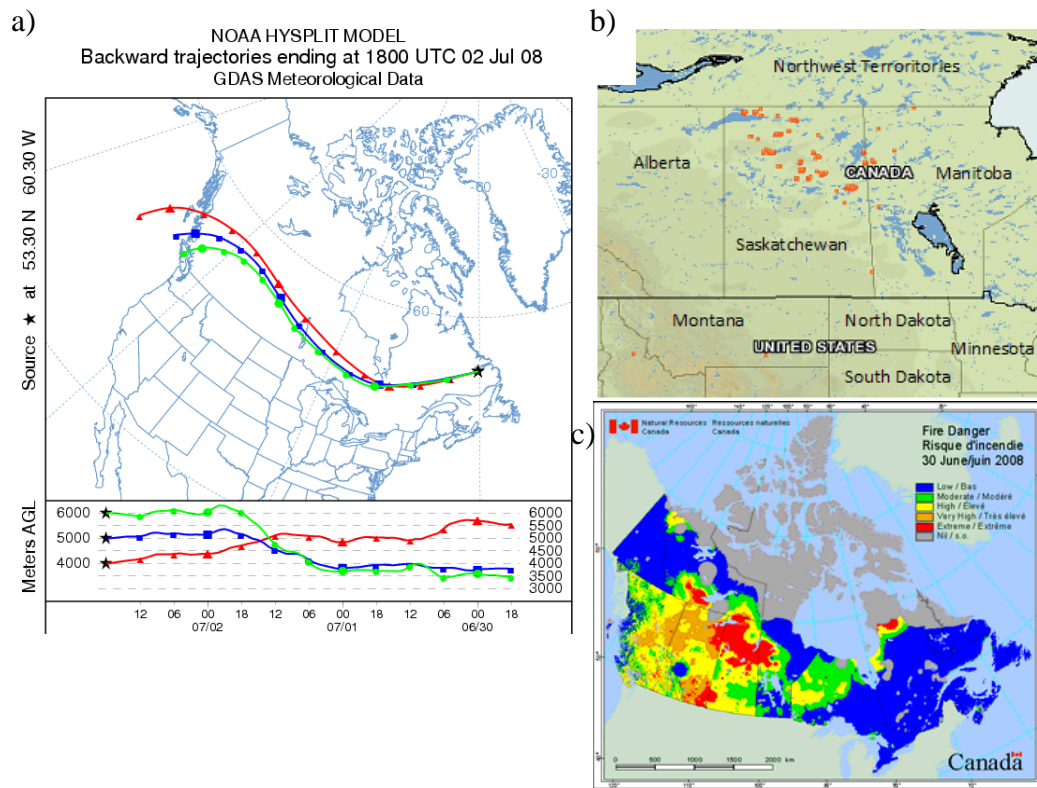 a)
NOAA HYSPLIT MODEL
Backward trajectories ending at 1800 UTC 02 Jul 08
GDAS Meteorological Data
Source ★ at 53.30 N 60.30 W
60
-30
60
Meters AGL
6000
5000
4000
6000
5500
5000
4500
4000
3500
3000
12 06 00 18 12 06 00 18 12 06 00 18
07/02 07/01 06/30
b)
Northwest Terroritories
Alberta
CANADA
Manitoba
Saskatchewan
Montana
North Dakota
UNITED STATES
Minnesota
South Dakota
c)
Natural Resources Ressources naturelles
Canada Canada
Fire Danger
Risque d'incendie
30 June/juin 2008
Low / Bas
Moderate / Modéré
High / Élevé
Very High / Très élevé
Extreme / Extrême
Nil / s.o.
0 500 1000 1500 2000 km
Canada